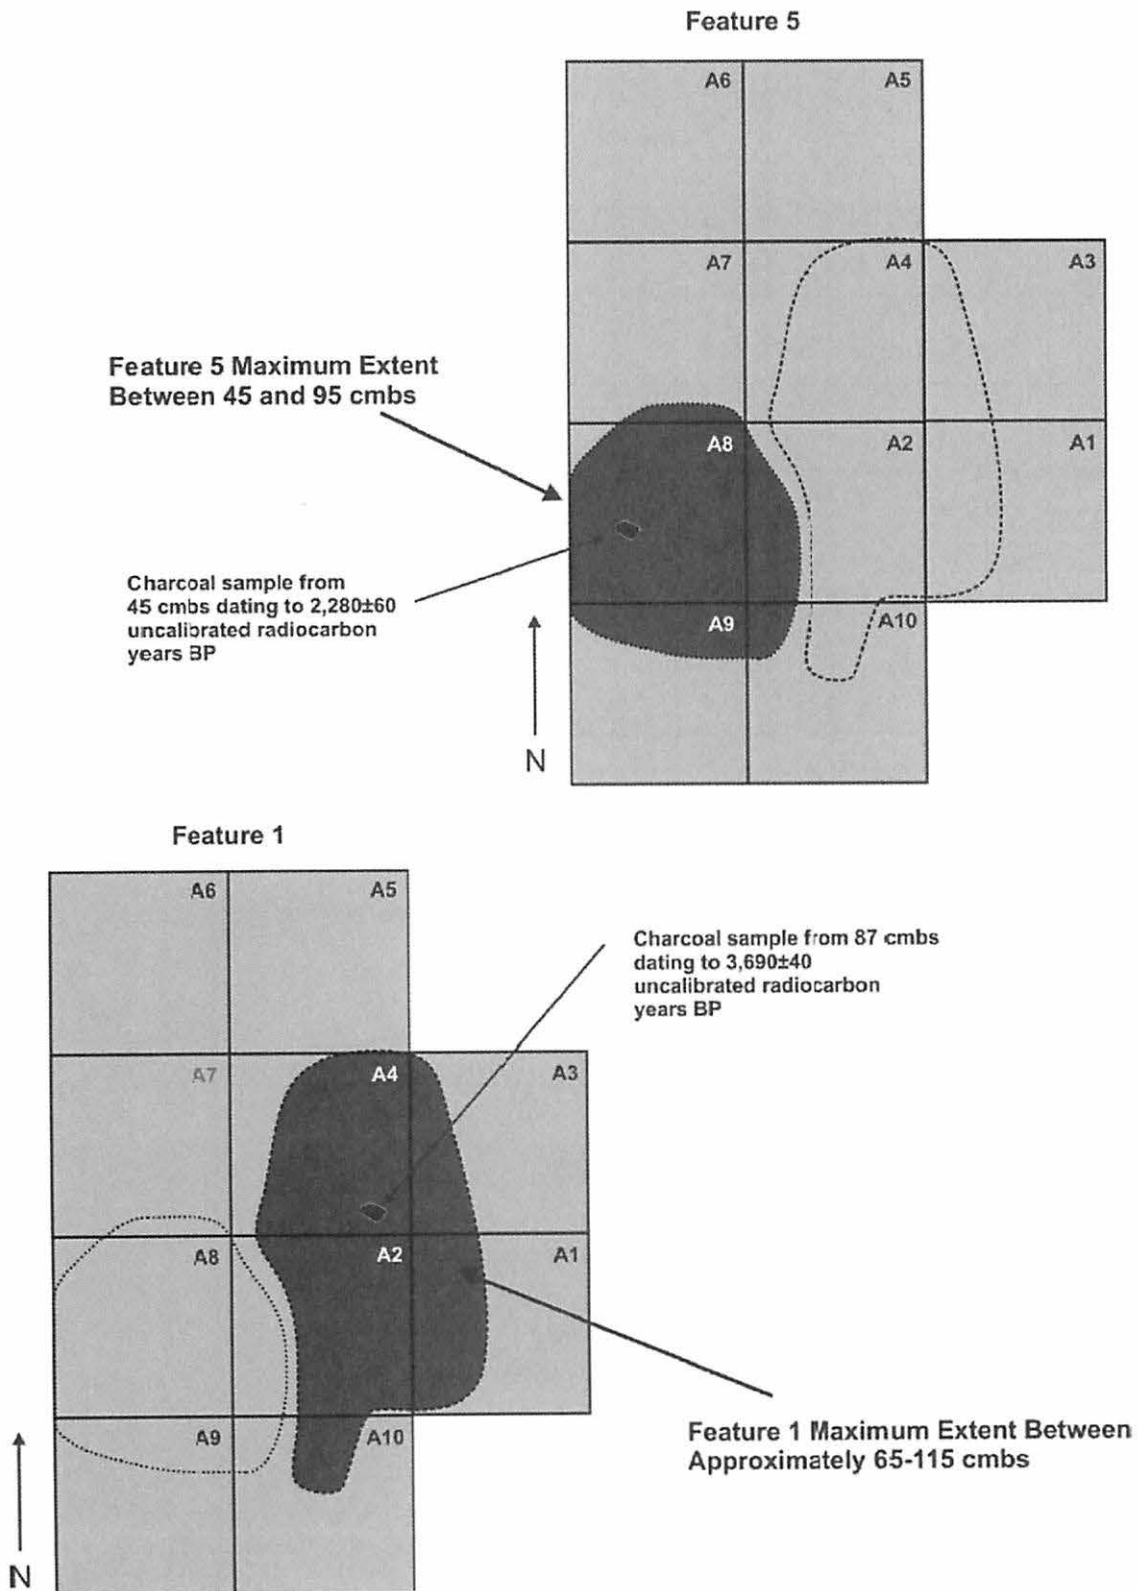 Feature 5
A6
A5
A7
A4
A3
Feature 5 Maximum Extent
Between 45 and 95 cmbs
A8
A2
A1
Charcoal sample from
45 cmbs dating to 2,280±60
uncalibrated radiocarbon
years BP
A9
A10
N
Feature 1
A6
A5
Charcoal sample from 87 cmbs
dating to 3,690±40
uncalibrated radiocarbon
years BP
A7
A4
A3
A8
A2
A1
A9
A10
Feature 1 Maximum Extent Between
Approximately 65-115 cmbs
N